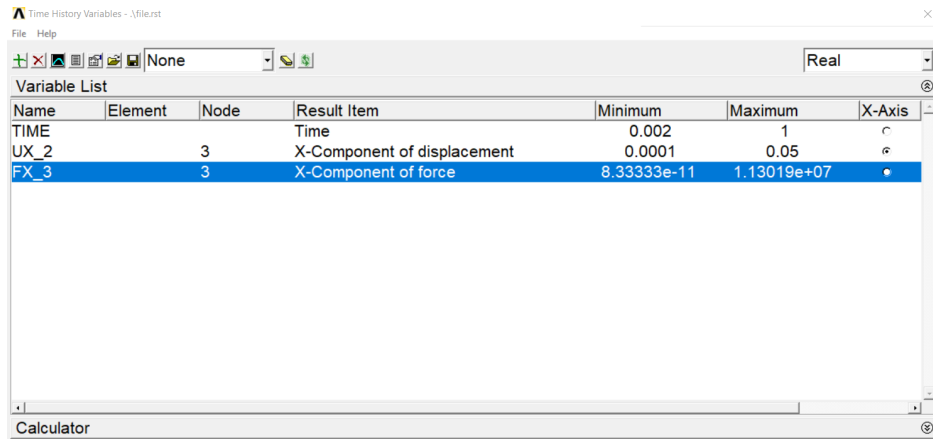 Time History Variables - .\file.rst
File Help
None Real
Variable List
Name Element Node Result Item Minimum Maximum X-Axis
TIME Time 0.002 1
UX_2 3 X-Component of displacement 0.0001 0.05
FX_3 3 X-Component of force 8.33333e-11 1.13019e+07
Calculator